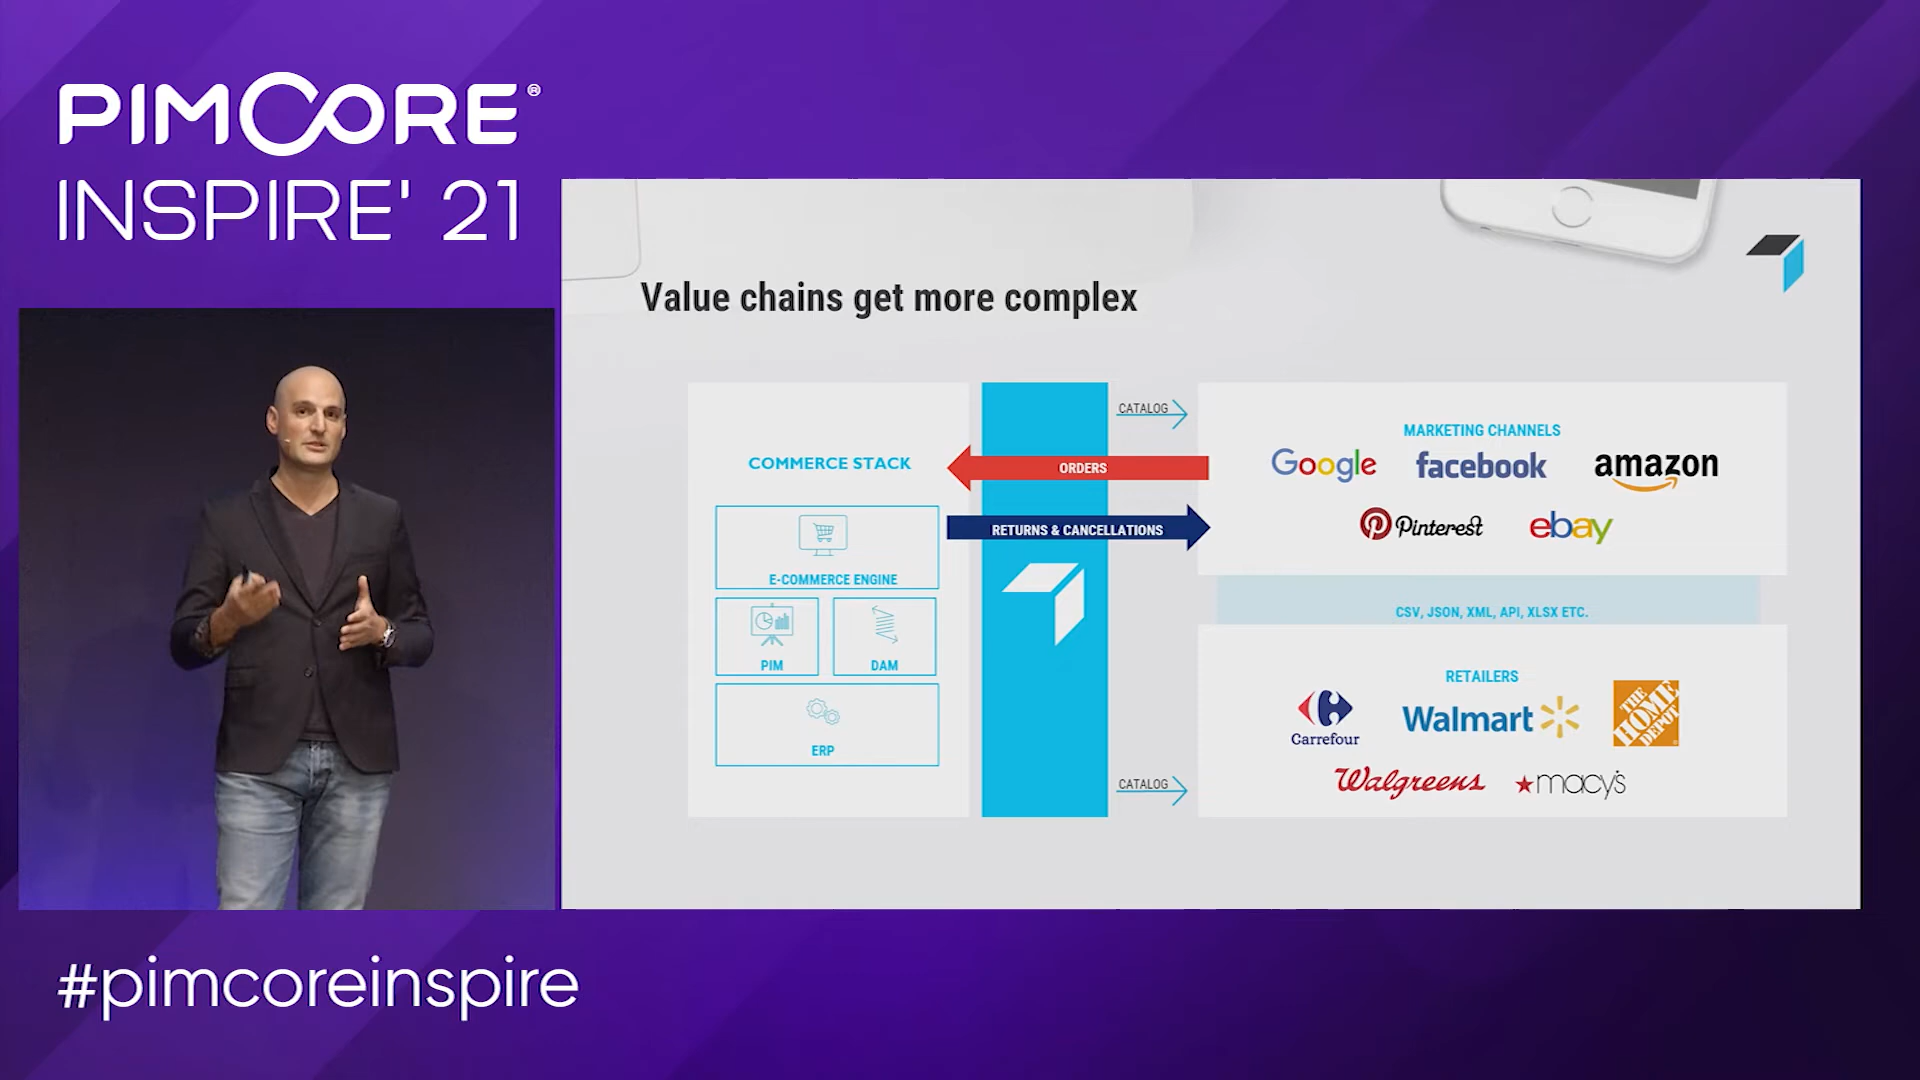 PIMCORE®
INSPIRE' 21
Value chains get more complex
COMMERCE STACK
E-COMMERCE ENGINE
PIM
DAM
ERP
CATALOG
ORDERS
RETURNS & CANCELLATIONS
CATALOG
MARKETING CHANNELS
Google facebook amazon
Pinterest ebay
CSV, JSON, XML, API, XLSX ETC.
RETAILERS
Carrefour Walmart THE HOME DEPOT
Walgreens macy's
#pimcoreinspire